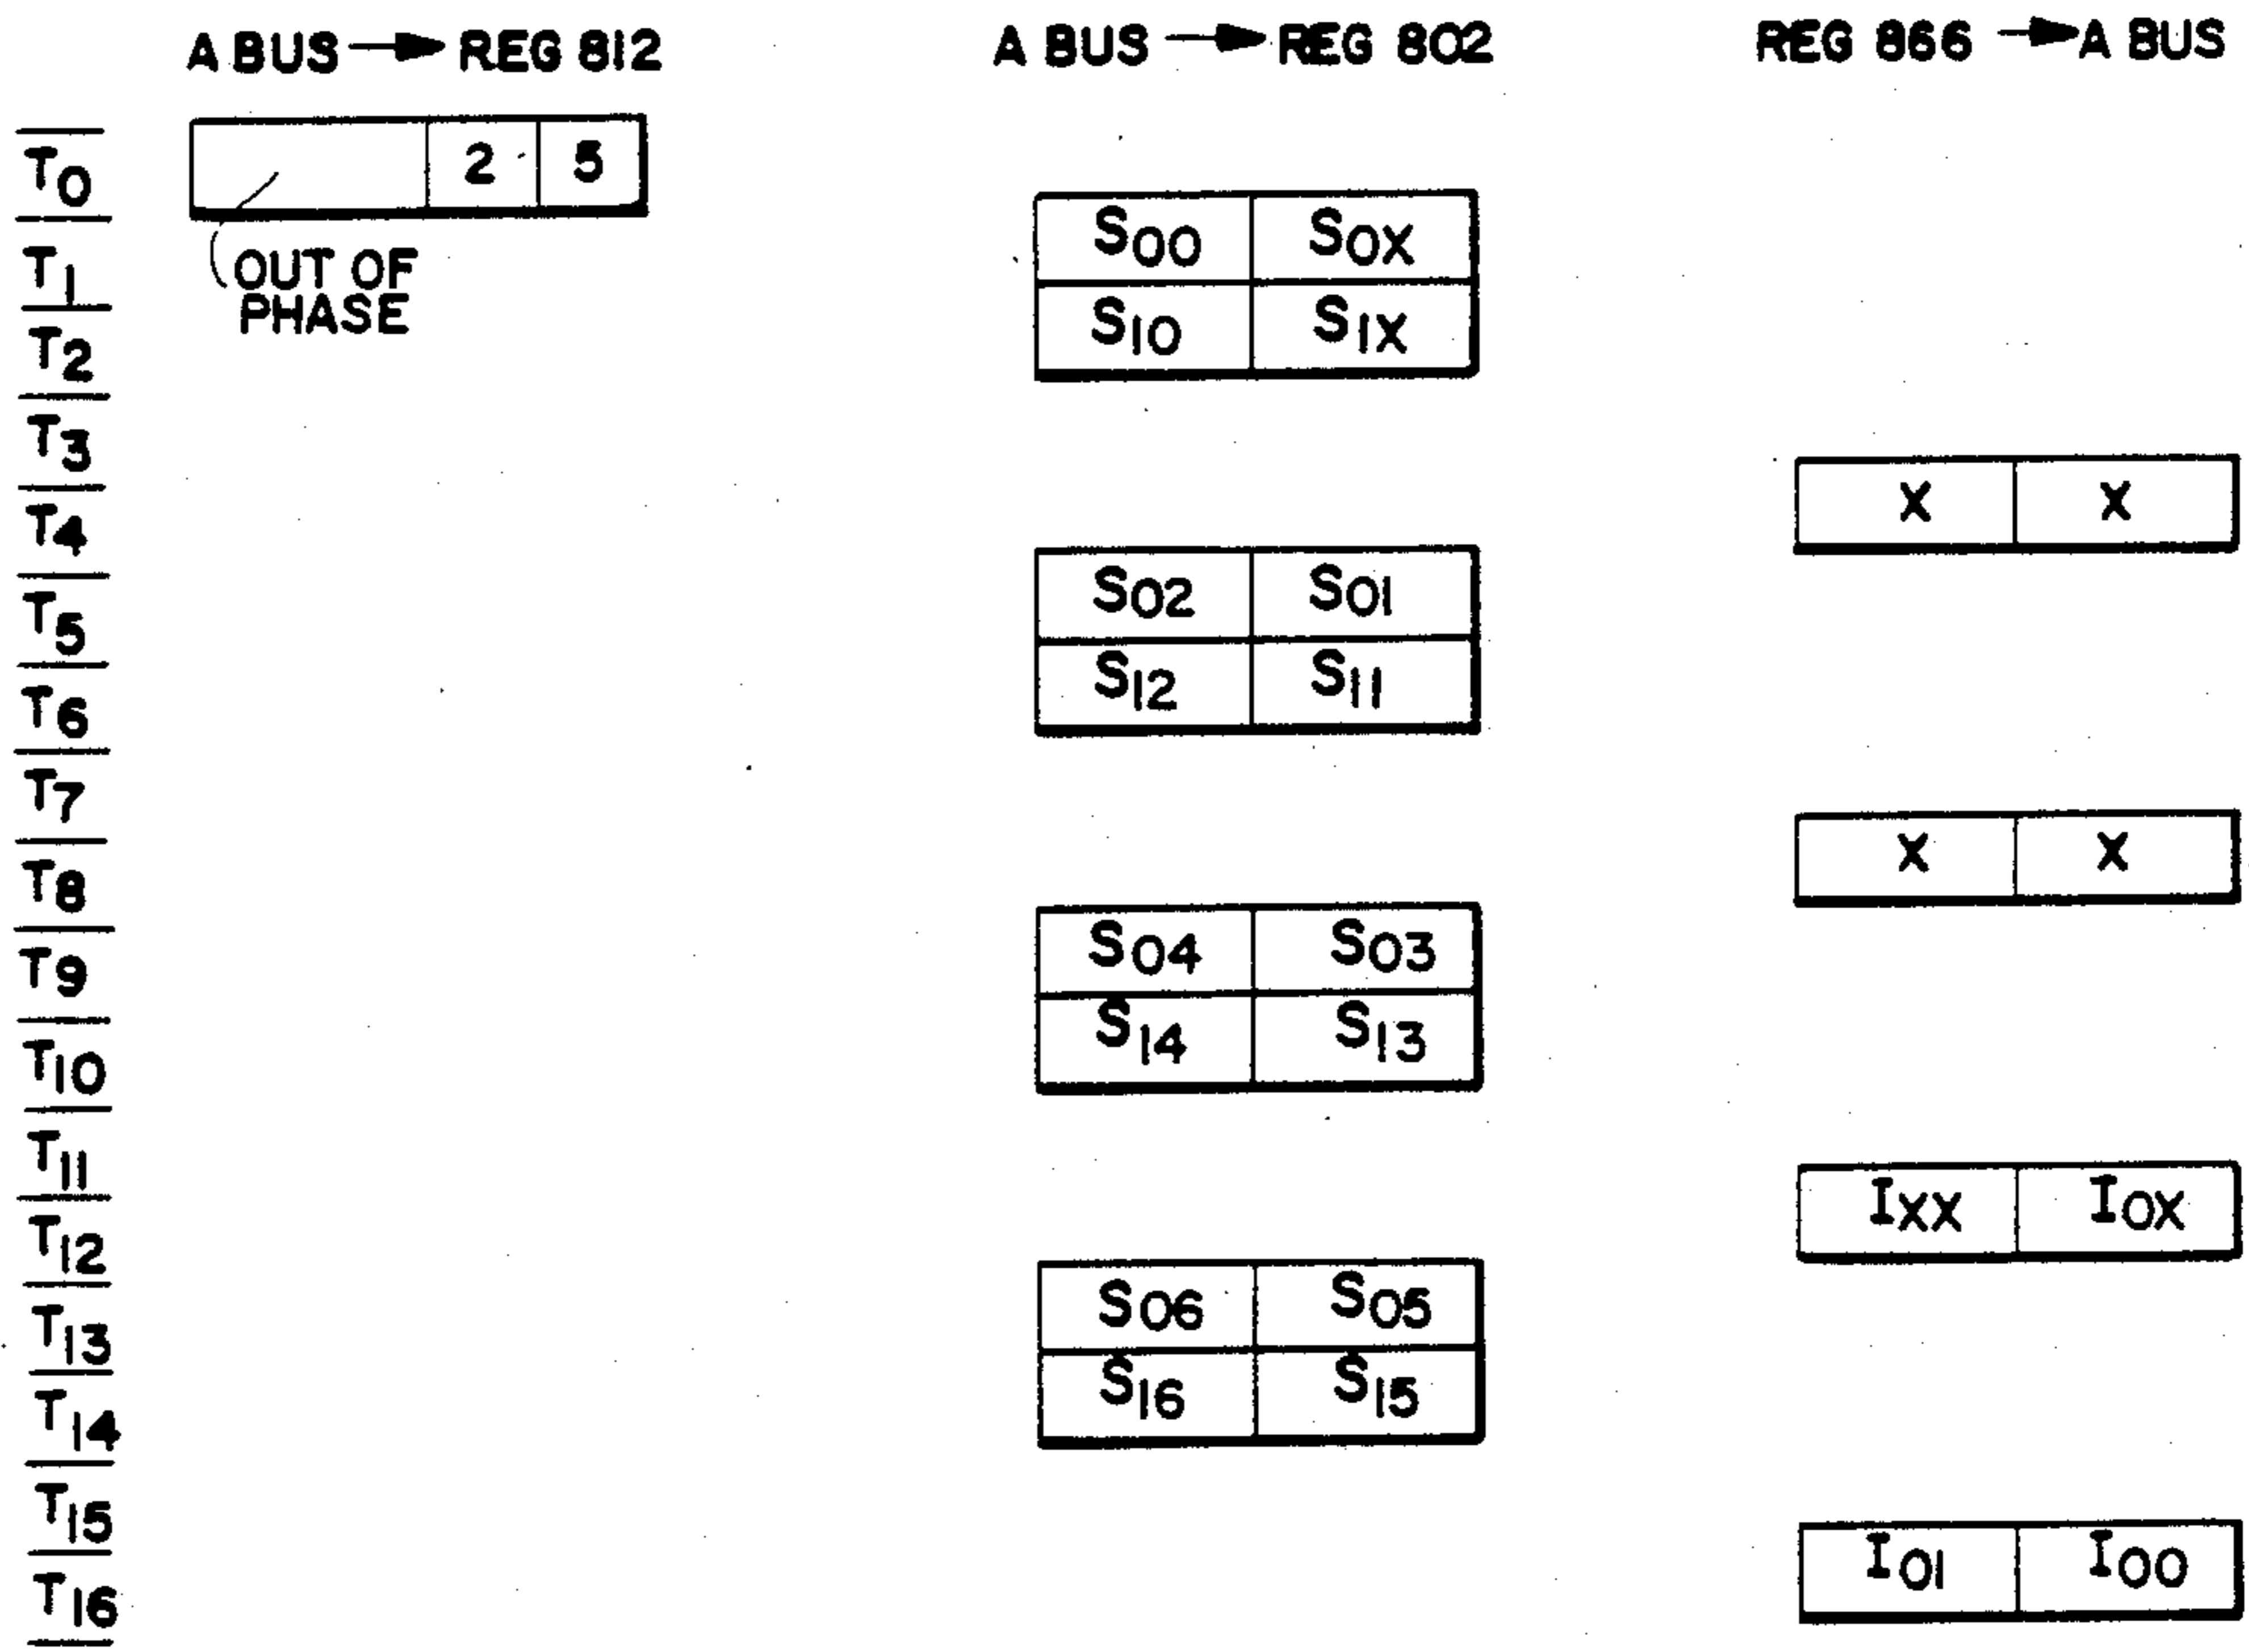 A BUS → REG 812 A BUS → REG 802 REG 866 → A BUS
T0 2 5
T1 OUT OF S00 S0X
PHASE
T2 S10 S1X
T3
T4 X X
T5 S02 S01
T6 S12 S11
T7
T8 X X
T9 S04 S03
T10 S14 S13
T11
T12 IXX I0X
T13 S06 S05
T14 S16 S15
T15
T16 I01 I00